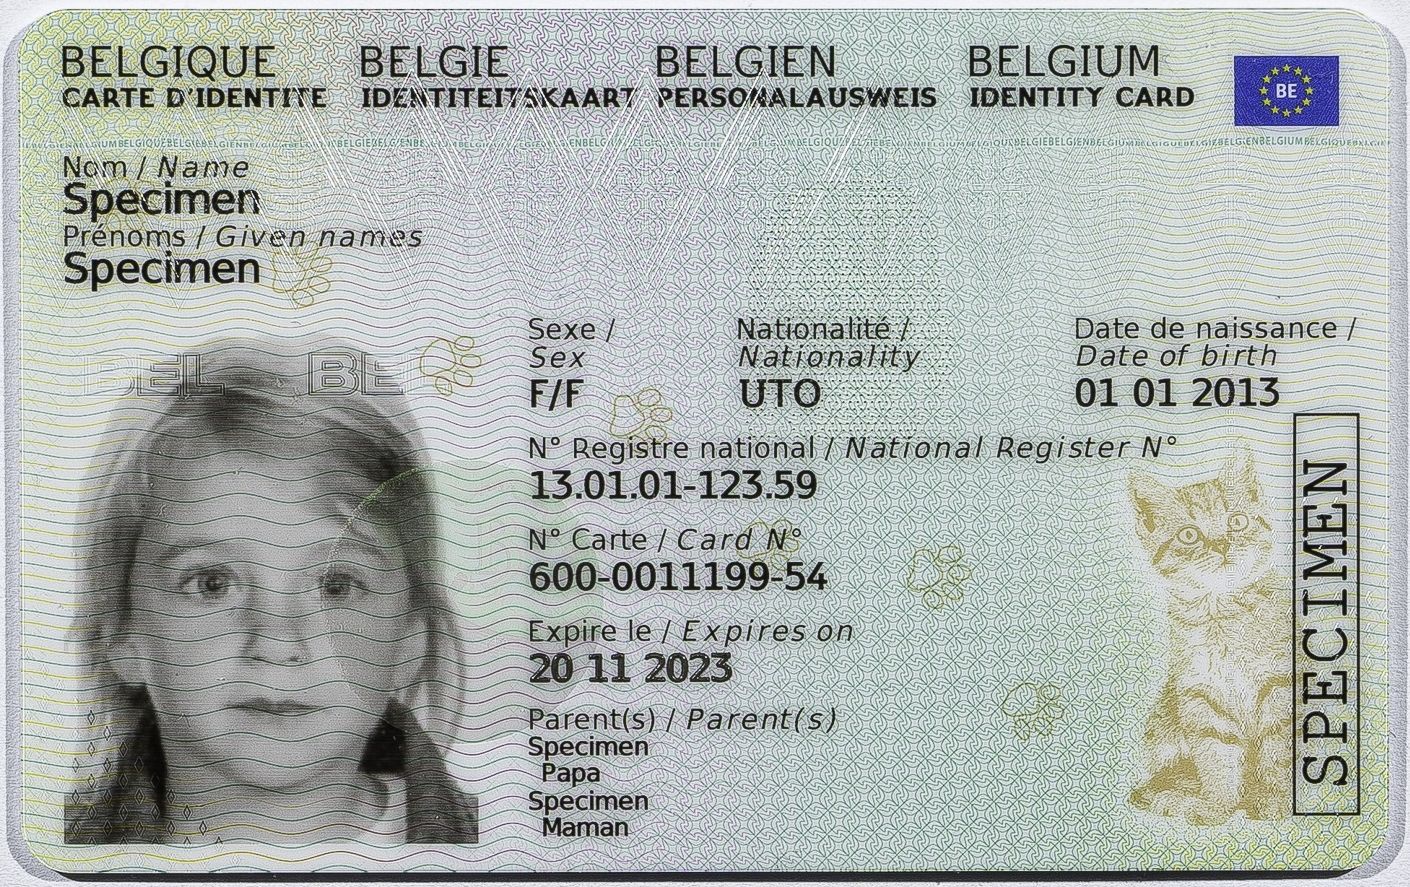 BELGIQUE BELGIE BELGIEN BELGIUM
CARTE D'IDENTITE IDENTITEITSKAART PERSONALAUSWEIS IDENTITY CARD
BE
Nom / Name
Specimen
Prénoms / Given names
Specimen
BEL BEL
Sexe / Nationalité / Date de naissance /
Sex Nationality Date of birth
F/F UTO 01 01 2013
N° Registre national / National Register N°
13.01.01-123.59
N° Carte / Card N°
600-0011199-54
Expire le / Expires on
20 11 2023
Parent(s) / Parent(s)
Specimen
Papa
Specimen
Maman
SPECIMEN